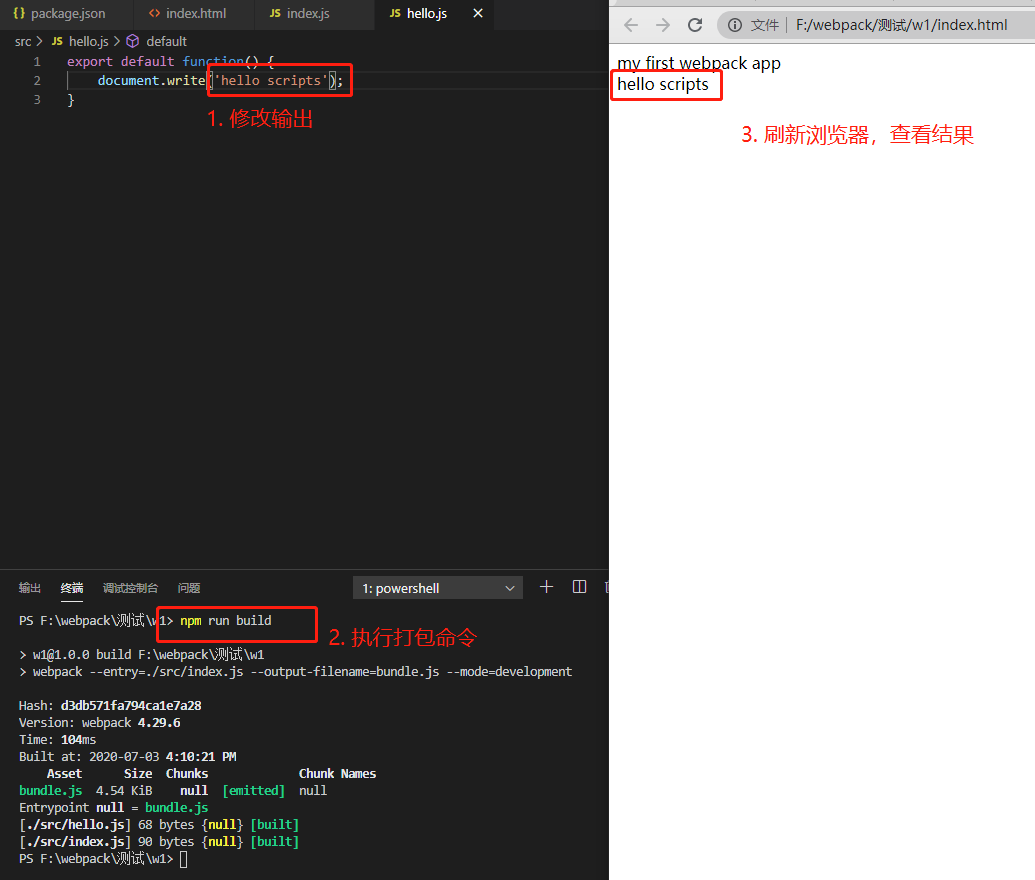 {} package.json <> index.html JS index.js JS hello.js ×
src > JS hello.js > default
1 export default function() {
2 document.write('hello scripts');
3 }
1. 修改输出
输出 终端 调试控制台 问题 1: powershell
PS F:\webpack\测试\w1> npm run build
2. 执行打包命令
> w1@1.0.0 build F:\webpack\测试\w1
> webpack --entry=./src/index.js --output-filename=bundle.js --mode=development
Hash: d3db571fa794ca1e7a28
Version: webpack 4.29.6
Time: 104ms
Built at: 2020-07-03 4:10:21 PM
Asset Size Chunks Chunk Names
bundle.js 4.54 KiB null [emitted] null
Entrypoint null = bundle.js
[./src/hello.js] 68 bytes {null} [built]
[./src/index.js] 90 bytes {null} [built]
PS F:\webpack\测试\w1>
文件 F:/webpack/测试/w1/index.html
my first webpack app
hello scripts
3. 刷新浏览器，查看结果